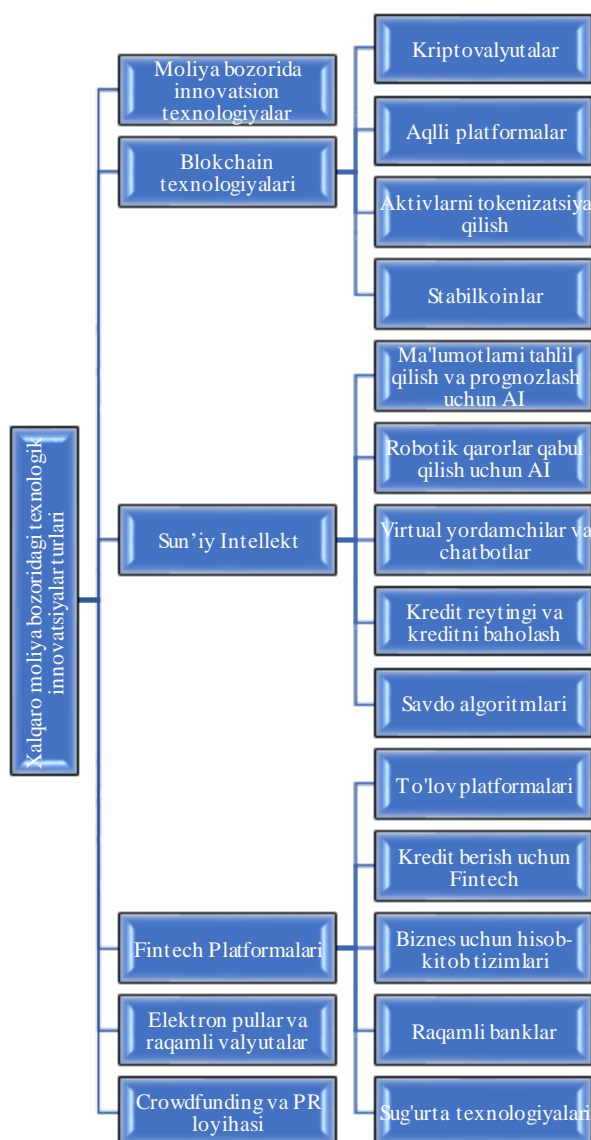 Xalqaro moliya bozoridagi texnologik
innovatsiyalar turlari
Moliya bozorida
innovatsion
texnologiyalar
Blokchain
texnologiyalari
Kriptovalyutalar
Aqlli platformalar
Aktivlarni tokenizatsiya
qilish
Stabilkoinlar
Sun’iy Intellekt
Ma'lumotlarni tahlil
qilish va prognozlash
uchun AI
Robotik qarorlar qabul
qilish uchun AI
Virtual yordamchilar va
chatbotlar
Kredit reytingi va
kreditni baholash
Savdo algoritmlari
Fintech Platformalari
To'lov platformalari
Kredit berish uchun
Fintech
Biznes uchun hisob-
kitob tizimlari
Raqamli banklar
Sug'urta texnologiyalari
Elektron pullar va
raqamli valyutalar
Crowdfunding va PR
loyihasi